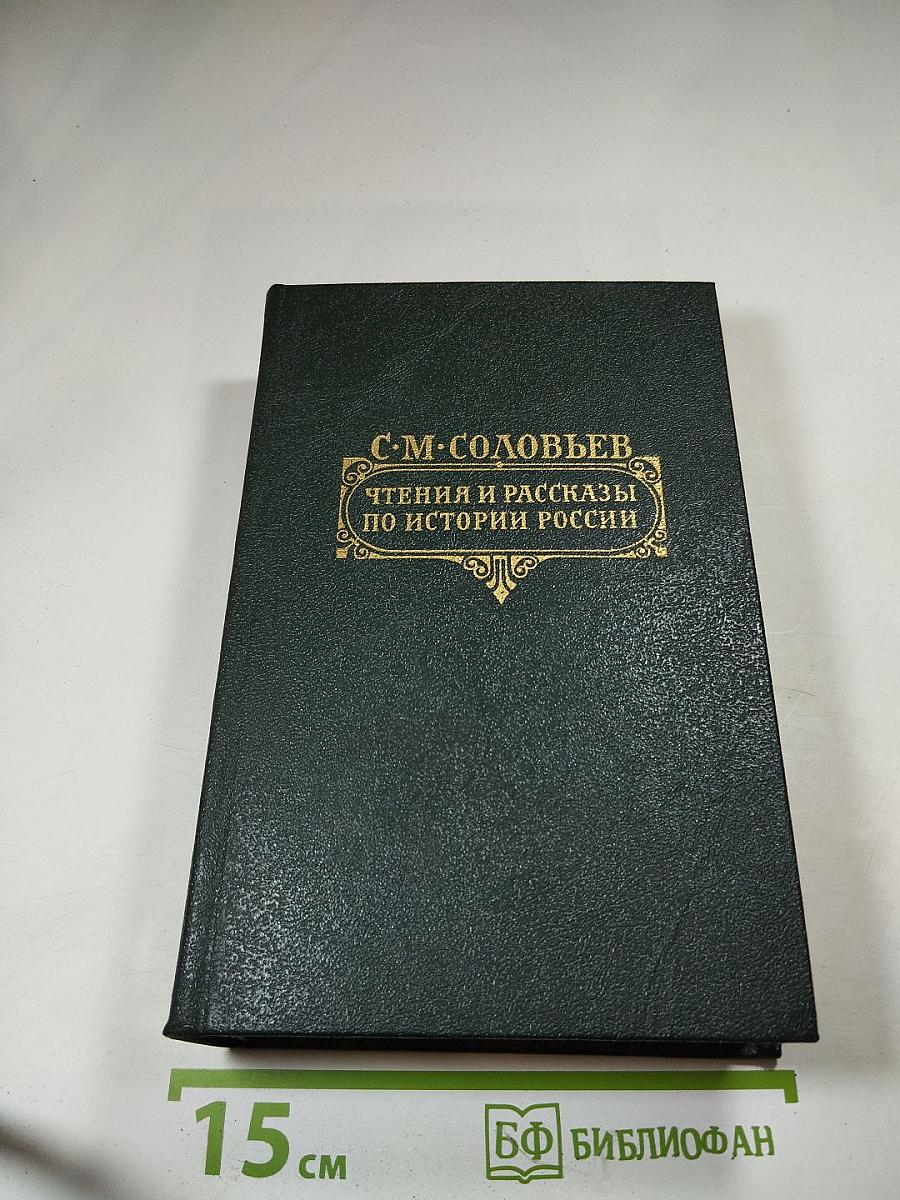 С·М·СОЛОВЬЕВ
ЧТЕНИЯ И РАССКАЗЫ
ПО ИСТОРИИ РОССИИ
15 см
БФ БИБЛИОФАН